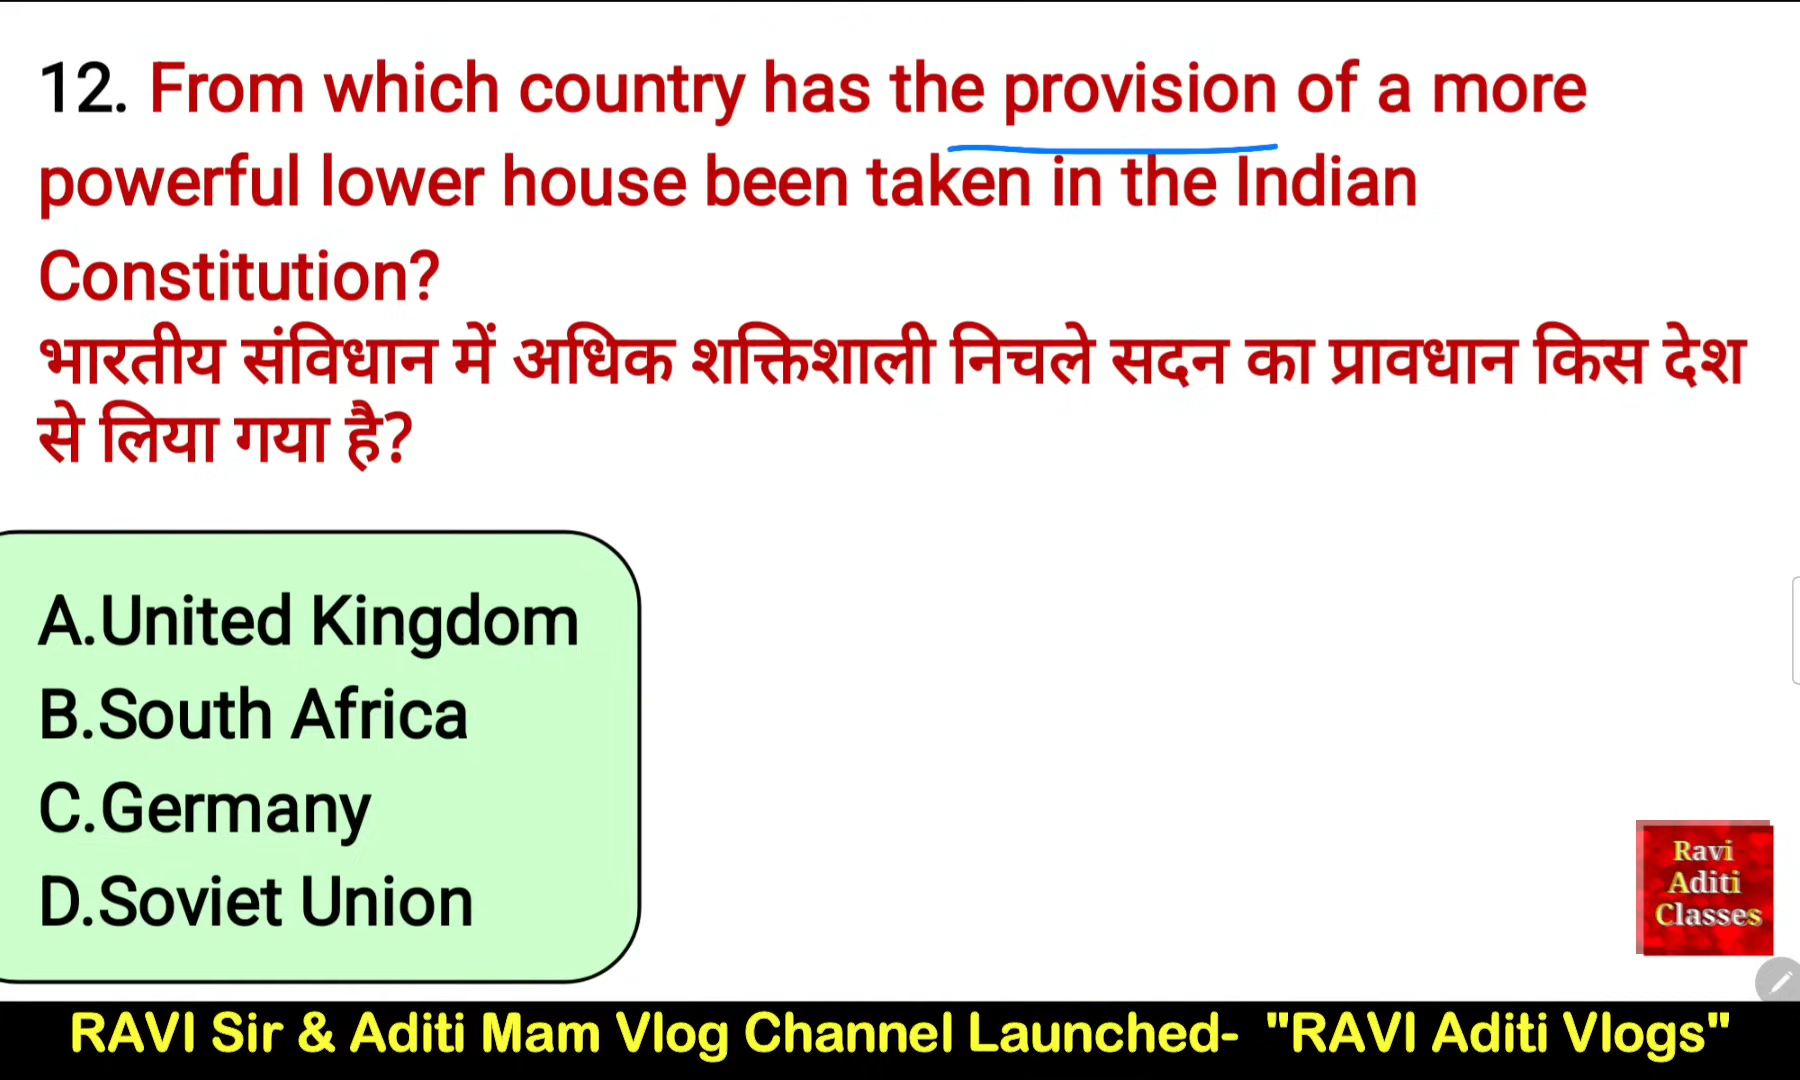 12. From which country has the provision of a more
powerful lower house been taken in the Indian
Constitution?
भारतीय संविधान में अधिक शक्तिशाली निचले सदन का प्रावधान किस देश
से लिया गया है?
A.United Kingdom
B.South Africa
C.Germany
D.Soviet Union
Ravi
Aditi
Classes
RAVI Sir & Aditi Mam Vlog Channel Launched- "RAVI Aditi Vlogs"